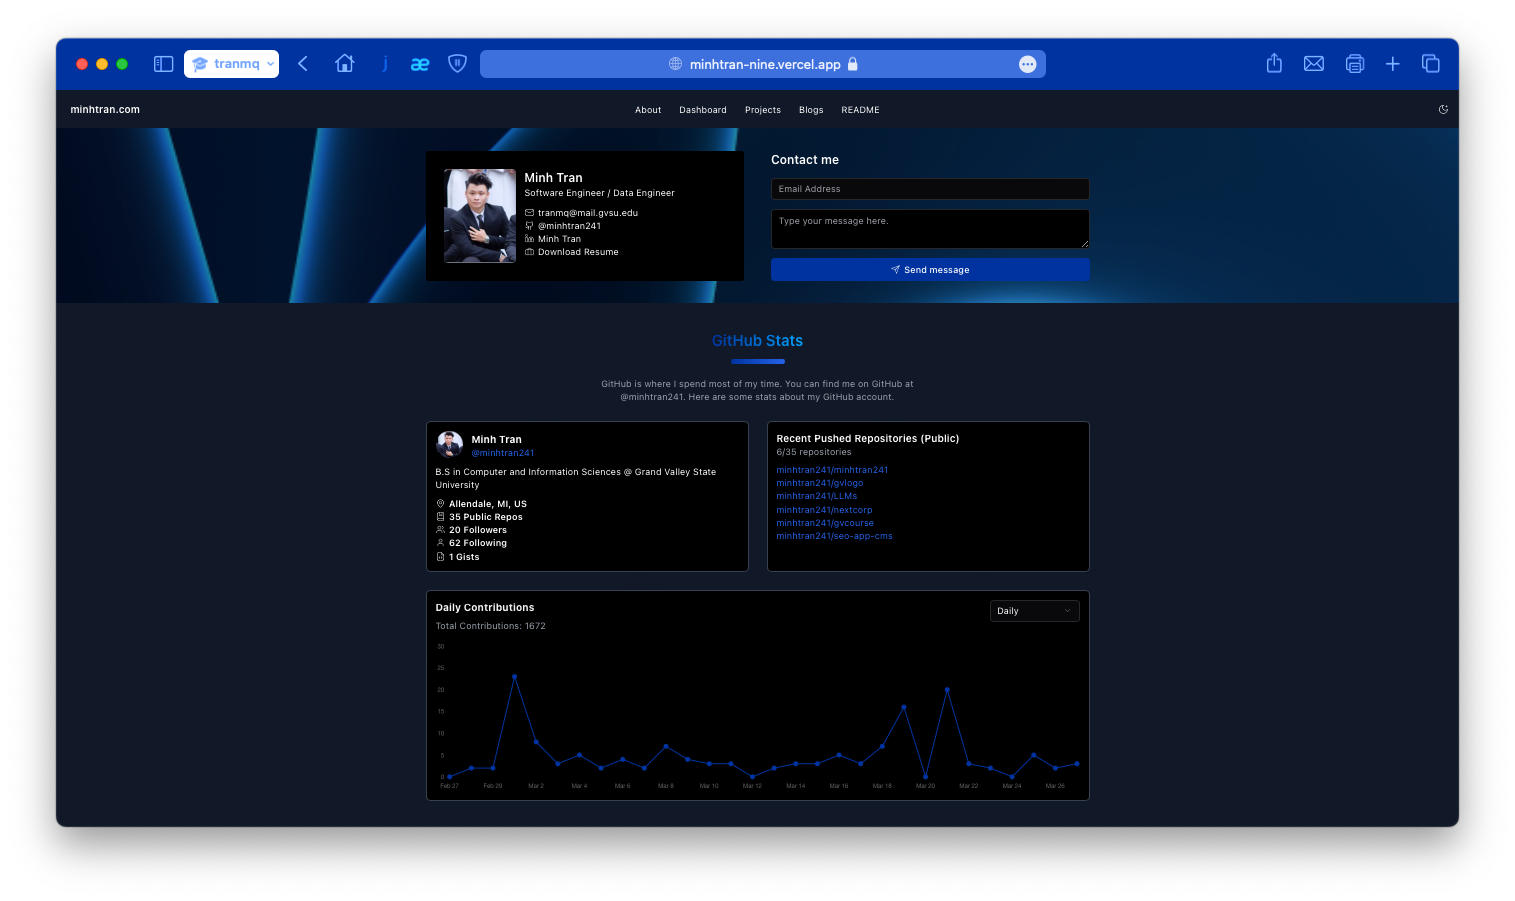 tranmq
minhtran-nine.vercel.app
minhtran.com
About
Dashboard
Projects
Blogs
README
Minh Tran
Software Engineer / Data Engineer
tranmq@mail.gvsu.edu
@minhtran241
Minh Tran
Download Resume
Contact me
Email Address
Type your message here.
Send message
GitHub Stats
GitHub is where I spend most of my time. You can find me on GitHub at
@minhtran241. Here are some stats about my GitHub account.
Minh Tran
@minhtran241
B.S in Computer and Information Sciences @ Grand Valley State
University
Allendale, MI, US
35 Public Repos
20 Followers
62 Following
1 Gists
Recent Pushed Repositories (Public)
6/35 repositories
minhtran241/minhtran241
minhtran241/gvlogo
minhtran241/LLMs
minhtran241/nextcorp
minhtran241/gvcourse
minhtran241/seo-app-cms
Daily Contributions
Daily
Total Contributions: 1672
30
25
20
15
10
5
0
Feb 27
Feb 29
Mar 2
Mar 4
Mar 6
Mar 8
Mar 10
Mar 12
Mar 14
Mar 16
Mar 18
Mar 20
Mar 22
Mar 24
Mar 26